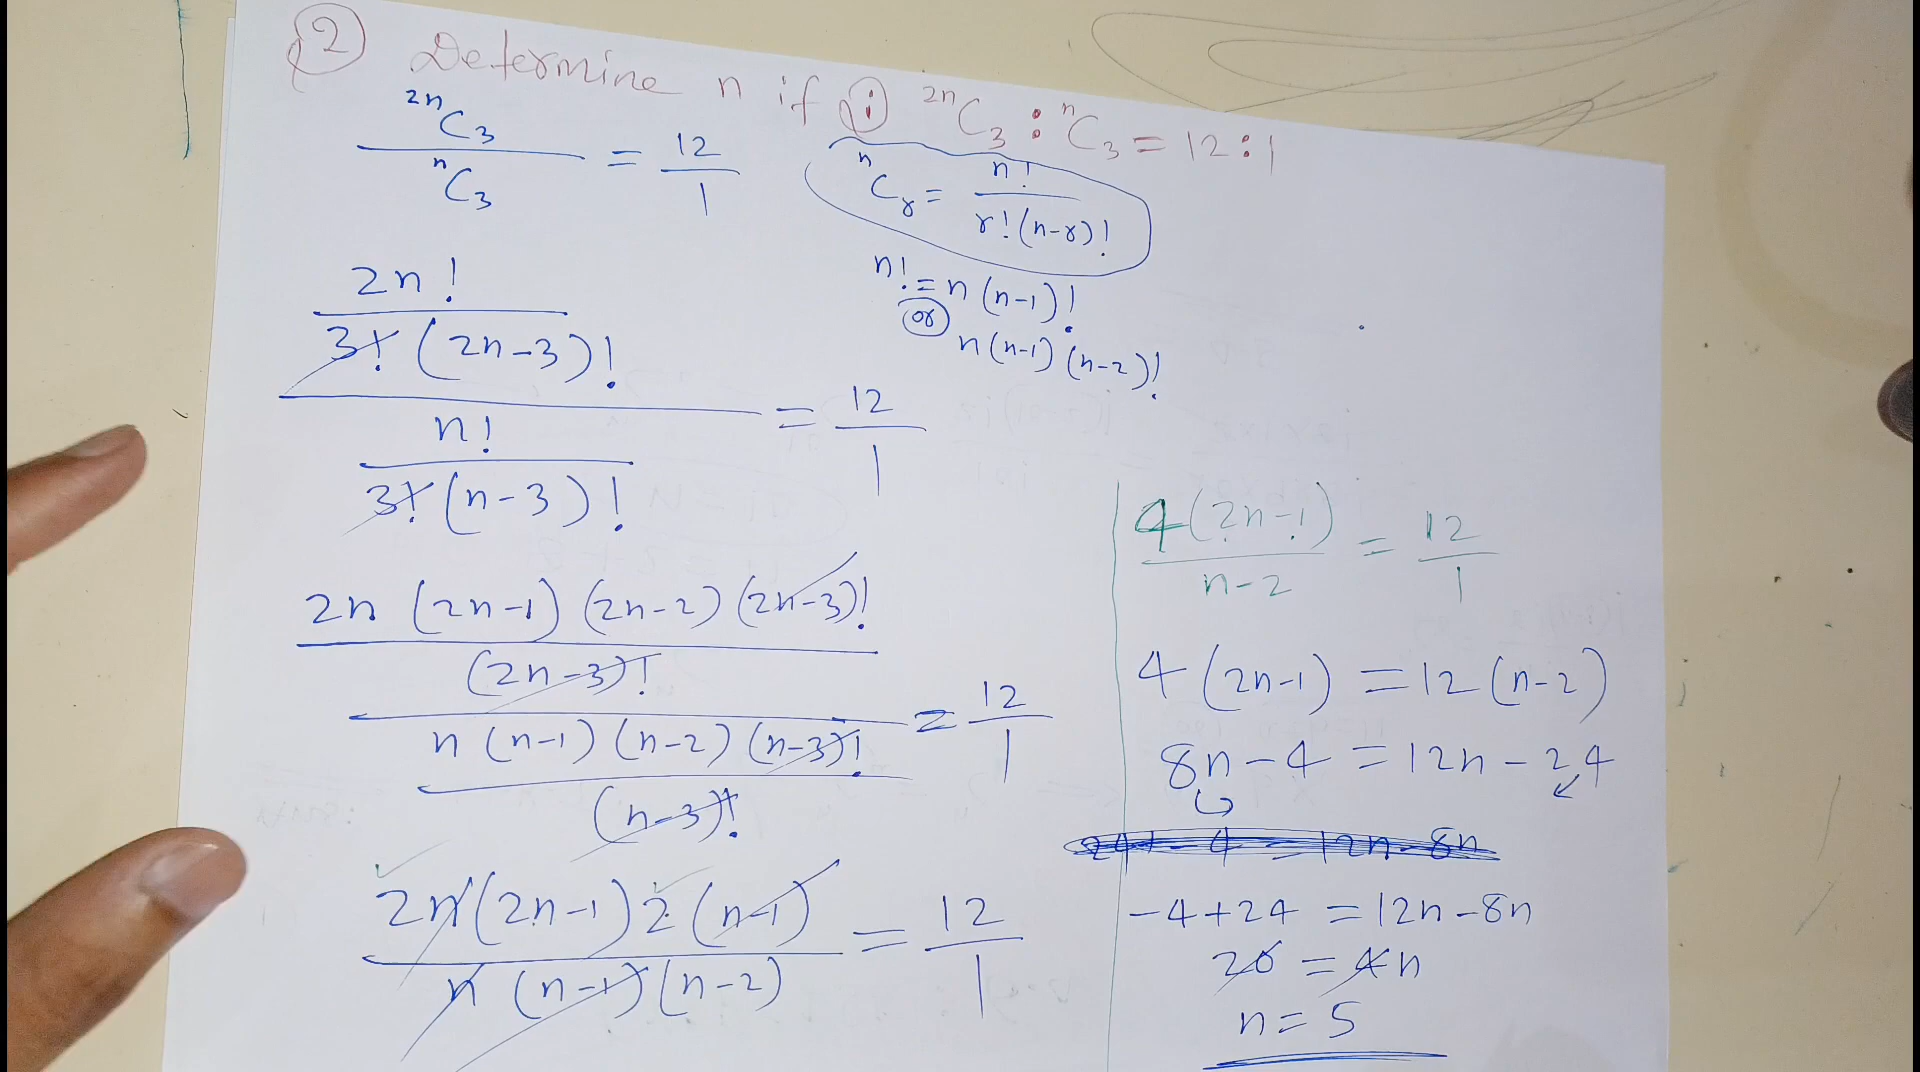 ② Determine n if ⓘ ²ⁿC₃ : ⁿC₃ = 12 : 1
²ⁿC₃ / ⁿC₃ = 12 / 1
ⁿCᵣ = n! / r!(n-r)!
n! = n(n-1)!
or
n(n-1)(n-2)!
2n! / 3!(2n-3)!
n! / 3!(n-3)! = 12 / 1
2n (2n-1) (2n-2) (2n-3)!
(2n-3)!
n (n-1) (n-2) (n-3)! = 12 / 1
(n-3)!
2n(2n-1) 2 (n-1) / n (n-1)(n-2) = 12 / 1
4(2n-1) / n-2 = 12 / 1
4 (2n-1) = 12 (n-2)
8n - 4 = 12n - 24
24 - 4 = 12n - 8n
-4 + 24 = 12n - 8n
20 = 4n
n = 5